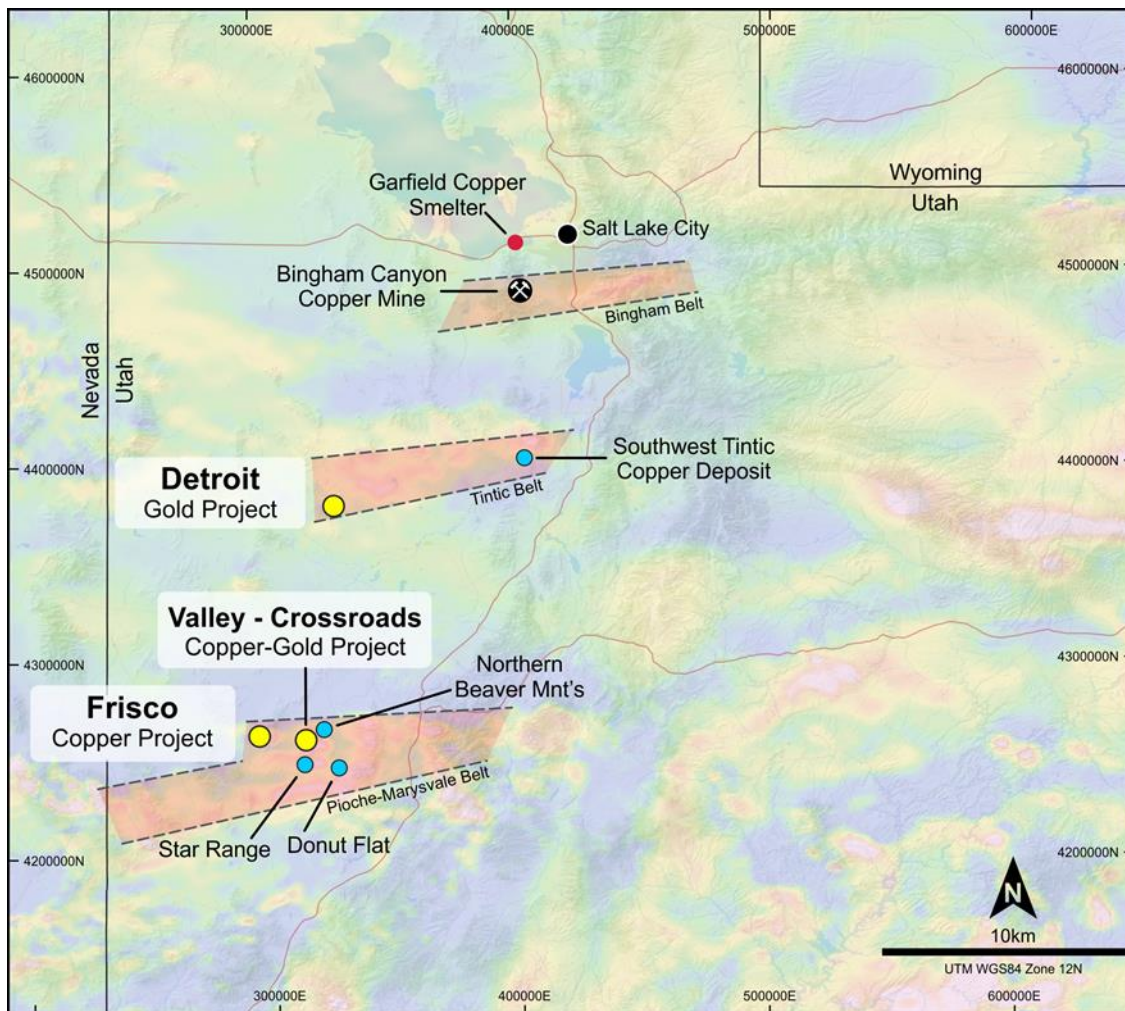 300000E
400000E
500000E
600000E
4600000N
4600000N
Wyoming
Utah
Garfield Copper
Smelter
Salt Lake City
4500000N
4500000N
Bingham Canyon
Copper Mine
Bingham Belt
Nevada
Utah
4400000N
4400000N
Southwest Tintic
Copper Deposit
Detroit
Gold Project
Tintic Belt
Valley - Crossroads
Copper-Gold Project
4300000N
4300000N
Northern
Beaver Mnt's
Frisco
Copper Project
Pioche-Marysvale Belt
Star Range
Donut Flat
4200000N
4200000N
N
10km
UTM WGS84 Zone 12N
300000E
400000E
500000E
600000E